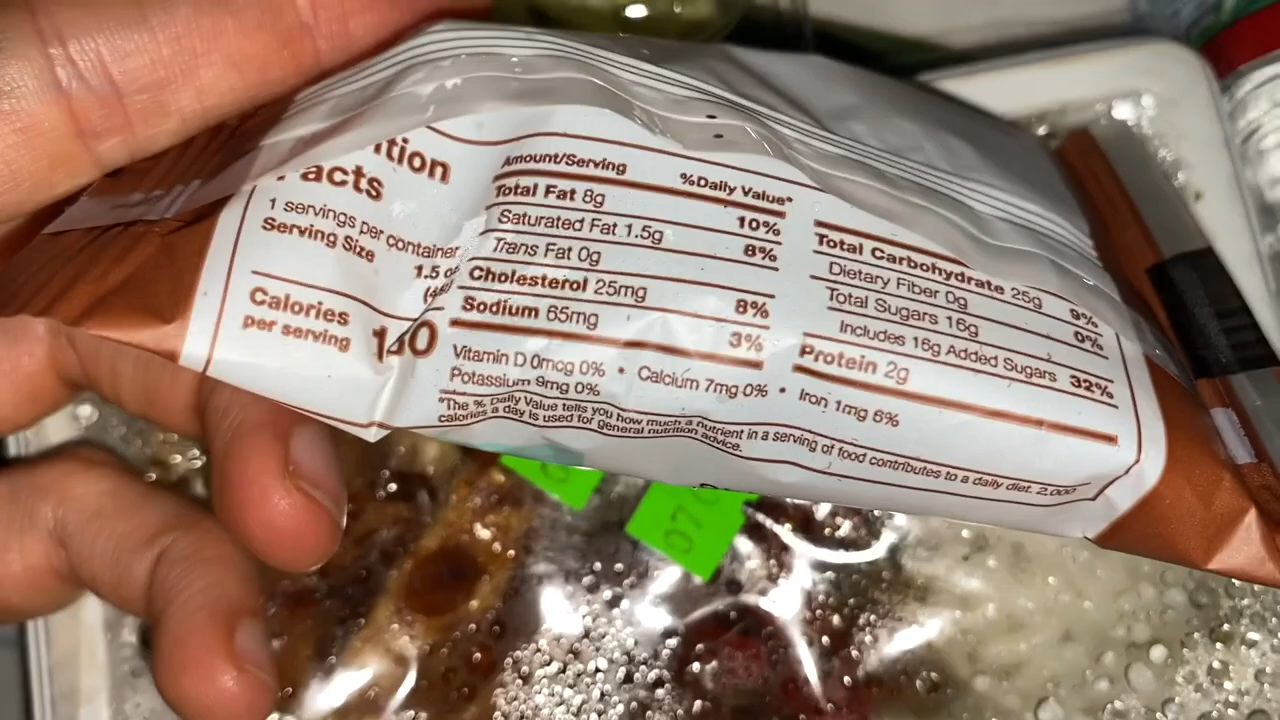 ition
acts
1 servings per container
Serving Size
1.5
Calories
per serving
Amount/Serving %Daily Value*
Total Fat 8g 10%
Saturated Fat 1.5g 8%
Trans Fat 0g
Cholesterol 25mg 8%
Sodium 65mg 3%
Total Carbohydrate 25g 9%
Dietary Fiber 0g 0%
Total Sugars 16g
Includes 16g Added Sugars 32%
Protein 2g
Vitamin D 0mcg 0% • Calcium 7mg 0% • Iron 1mg 6%
Potassium 9mg 0%
*The % Daily Value tells you how much a nutrient in a serving of food contributes to a daily diet. 2,000
calories a day is used for general nutrition advice.
07